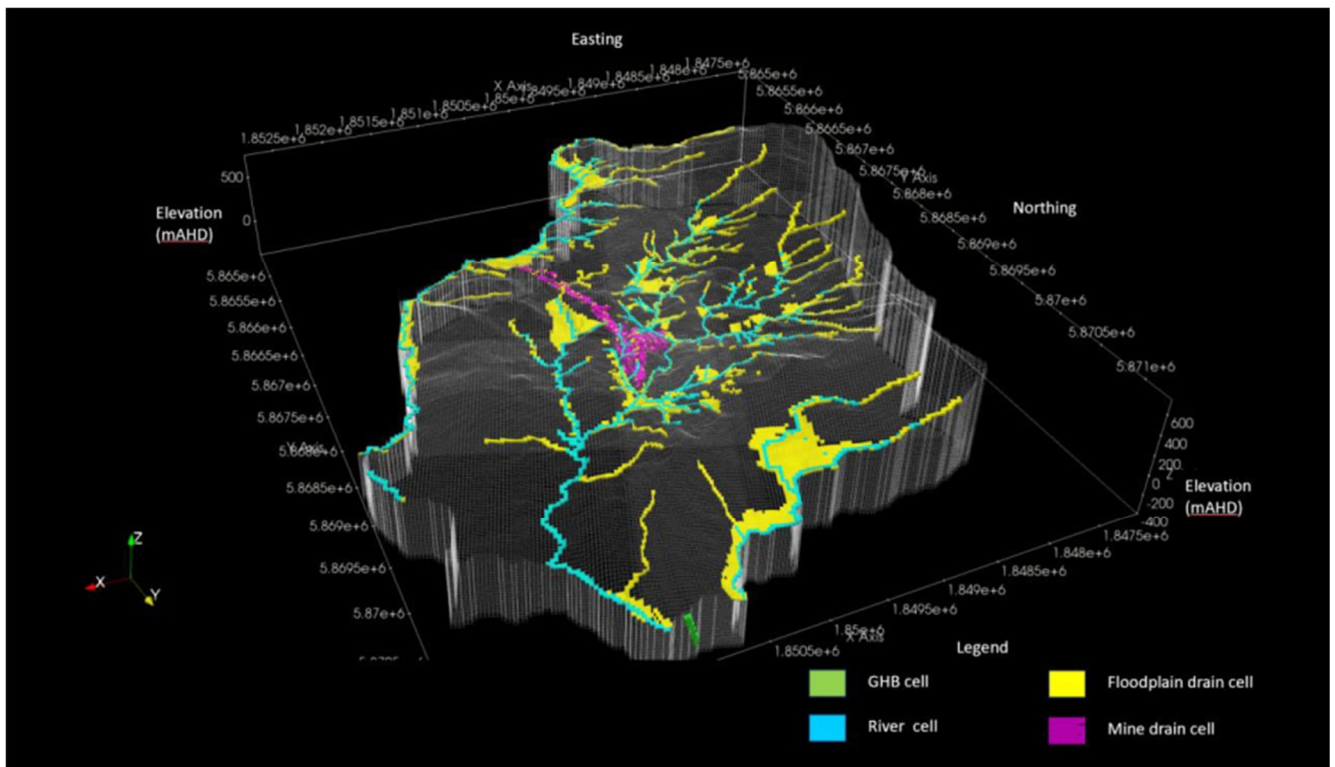 Easting
1.8525e+6
1.852e+6
1.8515e+6
1.851e+6
1.8505e+6
X Axis
1.85e+6
1.8495e+6
1.849e+6
1.8485e+6
1.848e+6
1.8475e+6
5.865e+6
5.8655e+6
5.866e+6
5.8665e+6
5.867e+6
5.8675e+6
Y Axis
5.868e+6
5.8685e+6
5.869e+6
5.8695e+6
5.87e+6
5.8705e+6
5.871e+6
Northing
500
0
Elevation
(mAHD)
5.865e+6
5.8655e+6
5.866e+6
5.8665e+6
5.867e+6
5.8675e+6
Y Axis
5.868e+6
5.8685e+6
5.869e+6
5.8695e+6
5.87e+6
600
400
200
Z
0
-200
-400
Elevation
(mAHD)
1.8475e+6
1.848e+6
1.8485e+6
1.849e+6
1.8495e+6
1.85e+6
X Axis
1.8505e+6
Z
X
Y
Legend
GHB cell
Floodplain drain cell
River cell
Mine drain cell